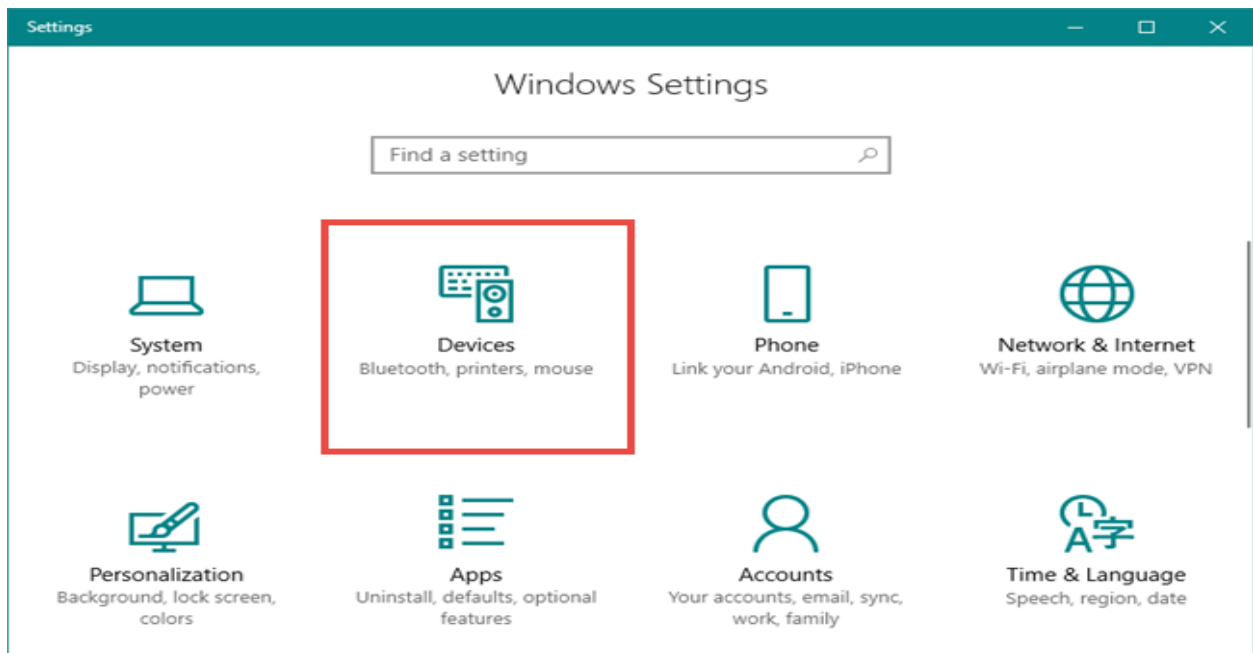 Settings
Windows Settings
Find a setting
System
Display, notifications,
power
Devices
Bluetooth, printers, mouse
Phone
Link your Android, iPhone
Network & Internet
Wi-Fi, airplane mode, VPN
Personalization
Background, lock screen,
colors
Apps
Uninstall, defaults, optional
features
Accounts
Your accounts, email, sync,
work, family
Time & Language
Speech, region, date